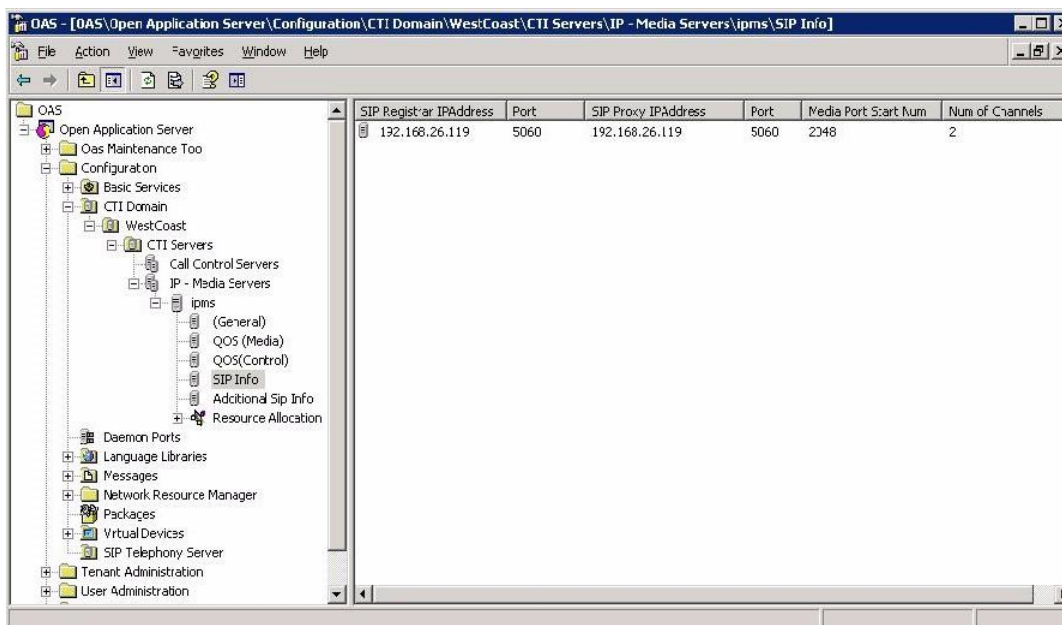 OAS - [OAS\Open Application Server\Configuration\CTI Domain\WestCoast\CTI Servers\IP - Media Servers\ipms\SIP Info]
File Action View Favorites Window Help
OAS
Open Application Server
Oas Maintenance Too
Configuration
Basic Services
CTI Domain
WestCoast
CTI Servers
Call Control Servers
IP - Media Servers
ipms
(General)
QOS (Media)
QOS(Control)
SIP Info
Additional Sip Info
Resource Allocation
Daemon Ports
Language Libraries
Messages
Network Resource Manager
Packages
Virtual Devices
SIP Telephony Server
Tenant Administration
User Administration
SIP Registrar IPAddress Port SIP Proxy IPAddress Port Media Port Start Num Num of Channels
192.168.26.119 5060 192.168.26.119 5060 2048 2